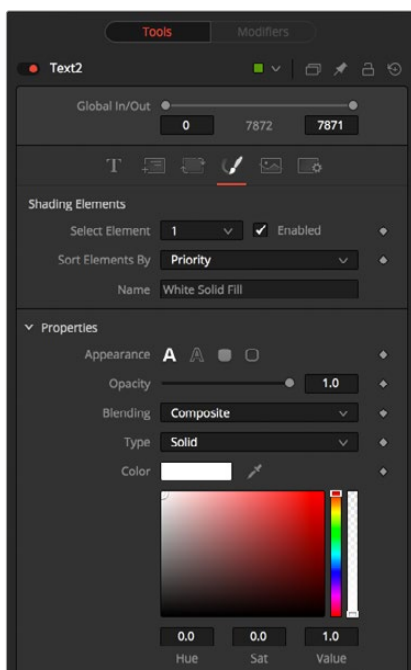 Tools Modifiers
Text2
Global In/Out
0 7872 7871
T
Shading Elements
Select Element 1 Enabled
Sort Elements By Priority
Name White Solid Fill
Properties
Appearance A A
Opacity 1.0
Blending Composite
Type Solid
Color
0.0 0.0 1.0
Hue Sat Value